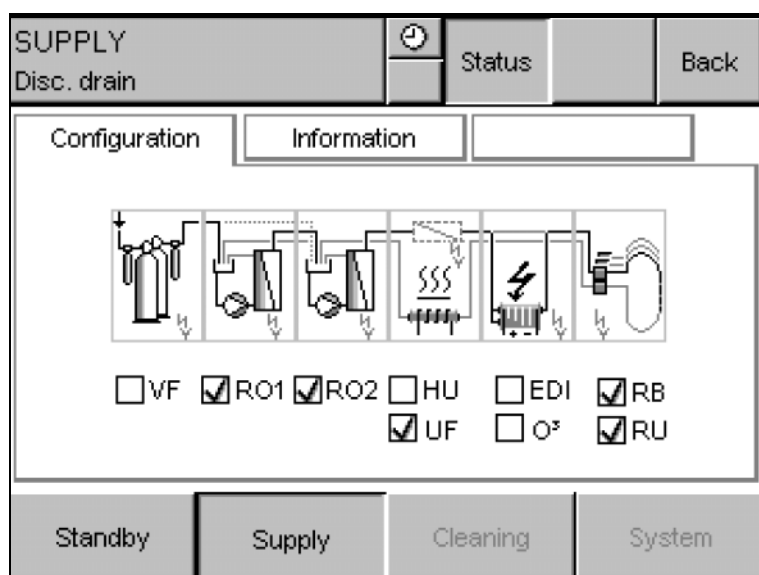 SUPPLY
Disc. drain
Status
Back
Configuration
Information
VF RO1 RO2 HU EDI RB
UF O³ RU
Standby
Supply
Cleaning
System